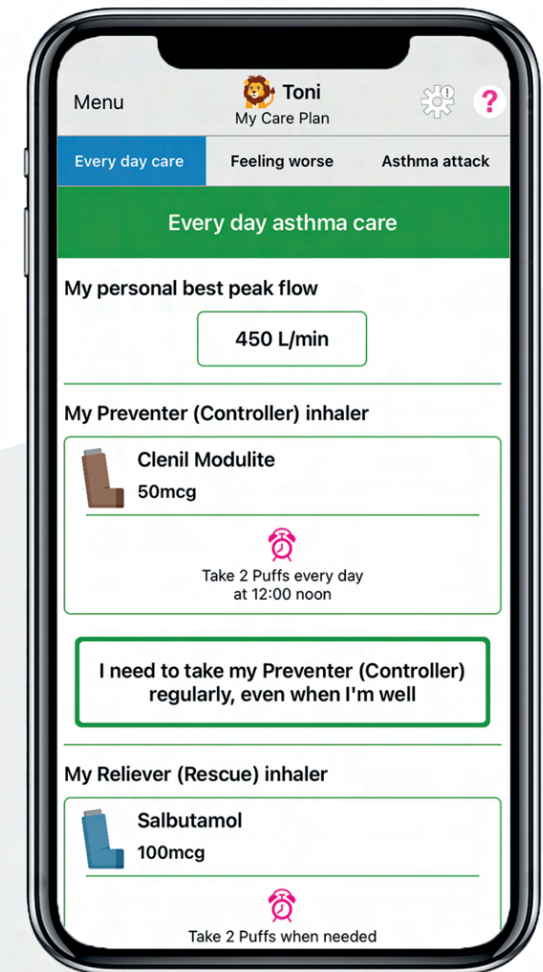 Toni
Menu
My Care Plan
?
Every day care
Feeling worse
Asthma attack
Every day asthma care
My personal best peak flow
450 L/min
My Preventer (Controller) inhaler
Clenil Modulite
50mcg
Take 2 Puffs every day
at 12:00 noon
I need to take my Preventer (Controller)
regularly, even when I'm well
My Reliever (Rescue) inhaler
Salbutamol
100mcg
Take 2 Puffs when needed